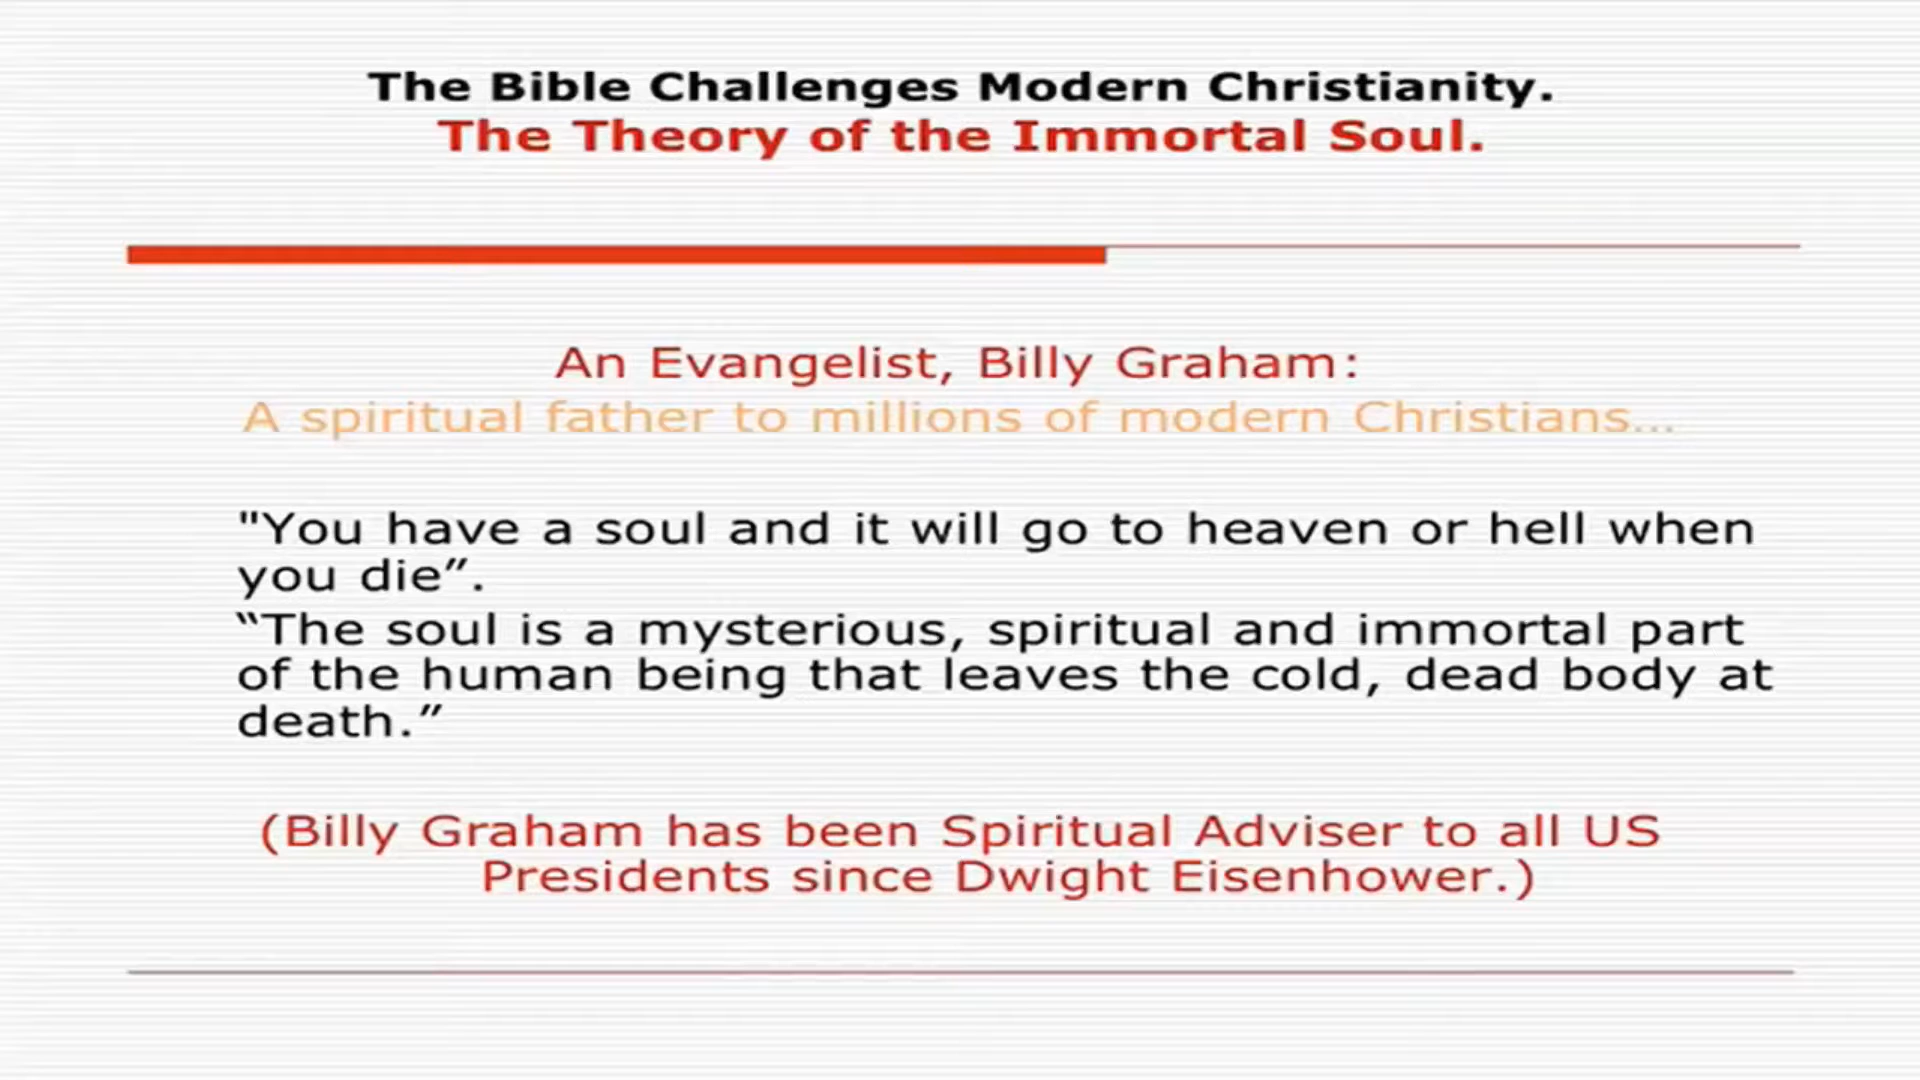 The Bible Challenges Modern Christianity.
The Theory of the Immortal Soul.
An Evangelist, Billy Graham:
A spiritual father to millions of modern Christians...
"You have a soul and it will go to heaven or hell when
you die”.
“The soul is a mysterious, spiritual and immortal part
of the human being that leaves the cold, dead body at
death.”
(Billy Graham has been Spiritual Adviser to all US
Presidents since Dwight Eisenhower.)